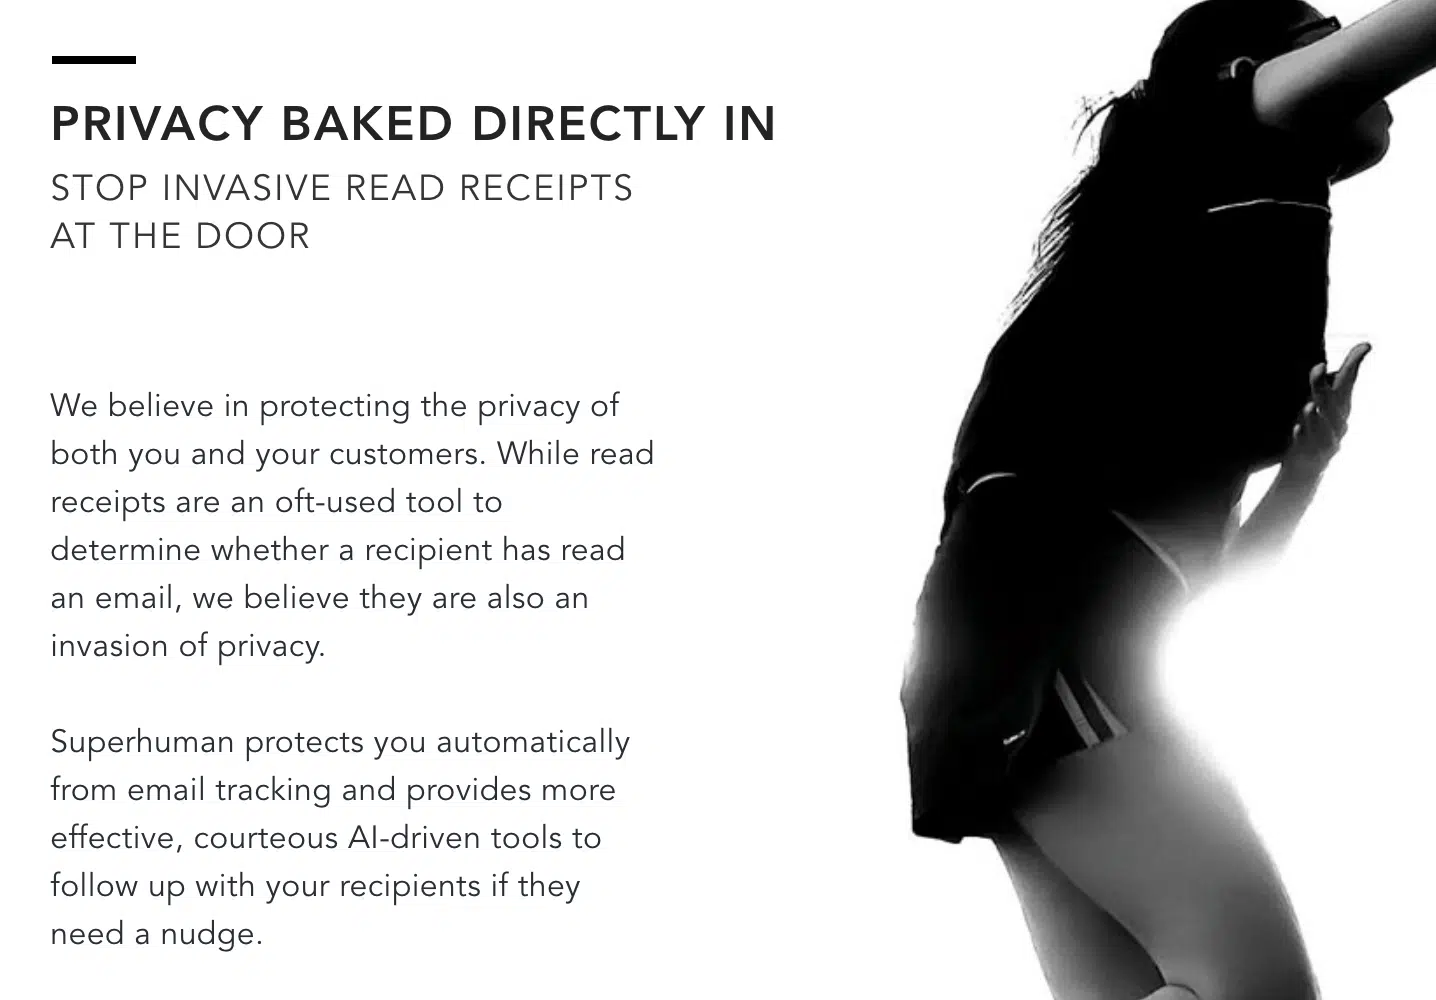 PRIVACY BAKED DIRECTLY IN
STOP INVASIVE READ RECEIPTS
AT THE DOOR
We believe in protecting the privacy of
both you and your customers. While read
receipts are an oft-used tool to
determine whether a recipient has read
an email, we believe they are also an
invasion of privacy.
Superhuman protects you automatically
from email tracking and provides more
effective, courteous AI-driven tools to
follow up with your recipients if they
need a nudge.